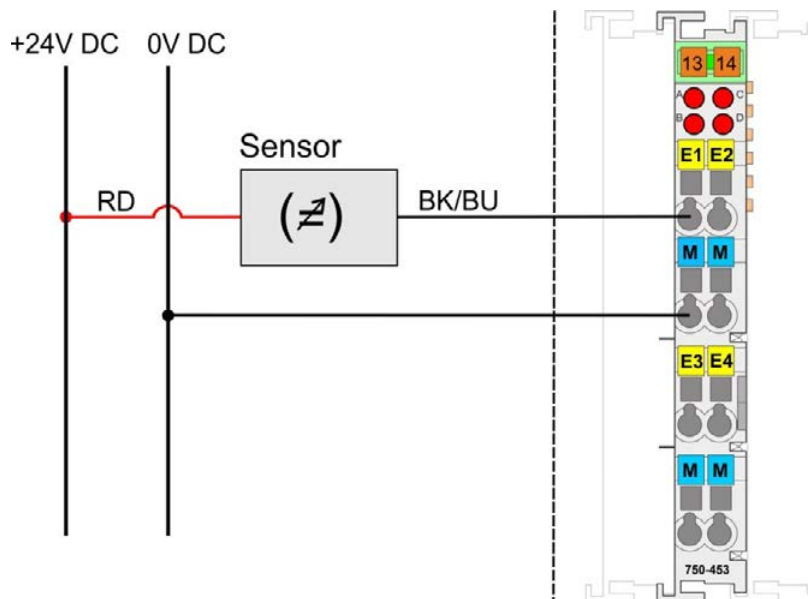 +24V DC 0V DC
13 14
A C
B D
Sensor
E1 E2
RD
BK/BU
M M
E3 E4
M M
750-453